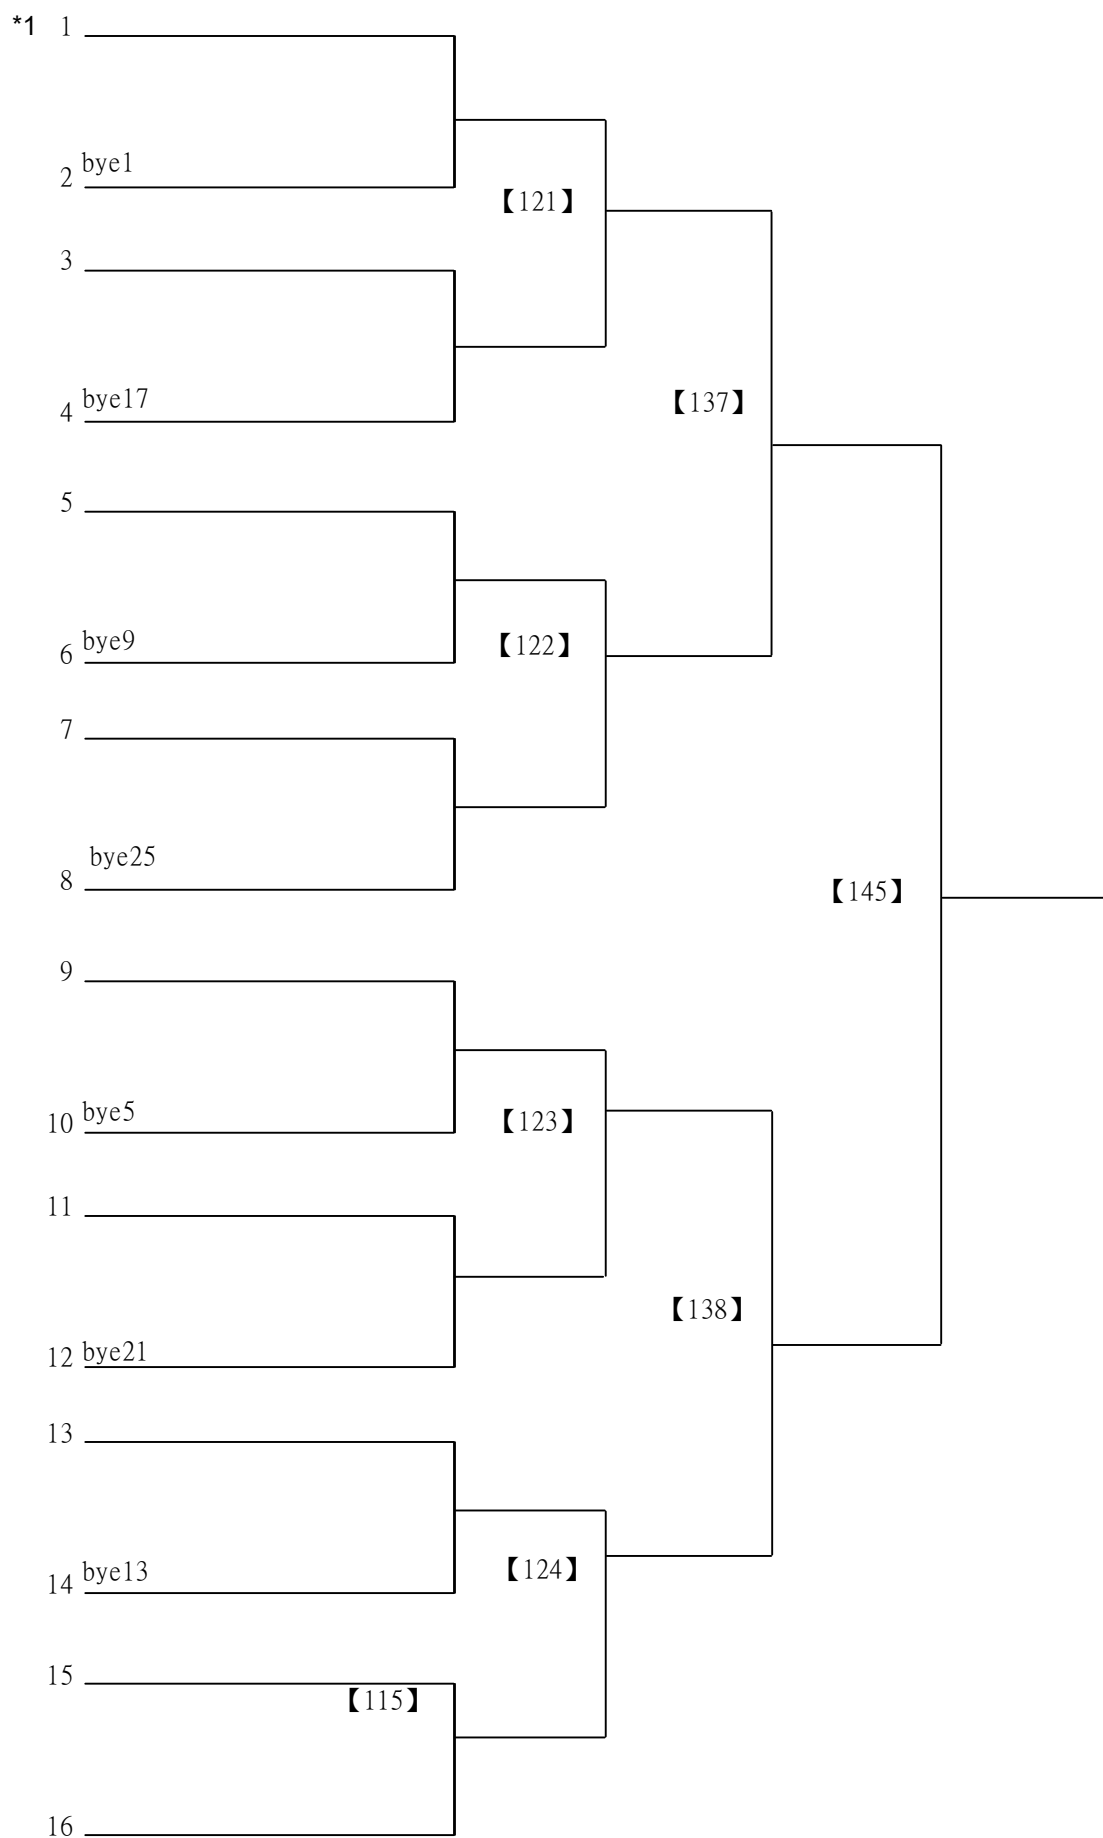 *1 1
2 bye1
【121】
3
4 bye17
【137】
5
6 bye9
【122】
7
8 bye25
【145】
9
10 bye5
【123】
11
【138】
12 bye21
13
14 bye13
【124】
15
【115】
16